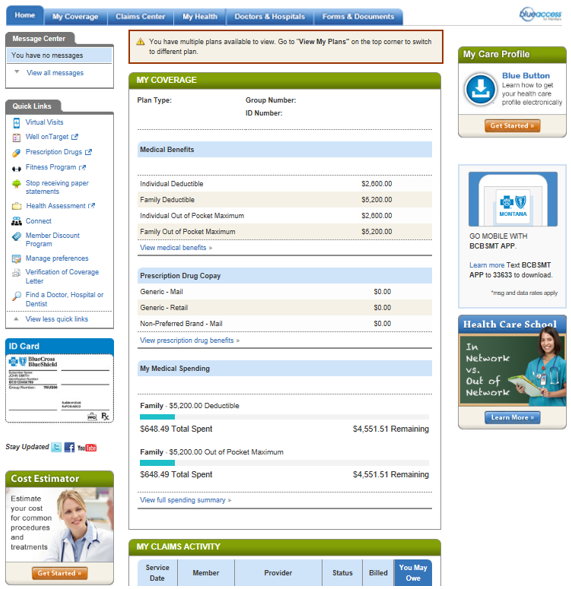 Home
My Coverage
Claims Center
My Health
Doctors & Hospitals
Forms & Documents
blueaccess
Message Center
You have no messages
View all messages
Quick Links
Virtual Visits
Well onTarget
Prescription Drugs
Fitness Program
Stop receiving paper
statements
Health Assessment
Connect
Member Discount
Program
Manage preferences
Verification of Coverage
Letter
Find a Doctor, Hospital or
Dentist
View less quick links
ID Card
BlueCross
BlueShield
Stay Updated
You Tube
Cost Estimator
Estimate
your cost
for common
procedures
and
treatments
Get Started »
You have multiple plans available to view. Go to "View My Plans" on the top corner to switch
to different plan.
MY COVERAGE
Plan Type:
Group Number:
ID Number:
Medical Benefits
Individual Deductible $2,600.00
Family Deductible $5,200.00
Individual Out of Pocket Maximum $2,600.00
Family Out of Pocket Maximum $5,200.00
View medical benefits »
Prescription Drug Copay
Generic - Mail $0.00
Generic - Retail $0.00
Non-Preferred Brand - Mail $0.00
View prescription drug benefits »
My Medical Spending
Family - $5,200.00 Deductible
$648.49 Total Spent $4,551.51 Remaining
Family - $5,200.00 Out of Pocket Maximum
$648.49 Total Spent $4,551.51 Remaining
View full spending summary »
MY CLAIMS ACTIVITY
Service
Date
Member
Provider
Status
Billed
You May
Owe
My Care Profile
Blue Button
Learn how to get
your health care
profile electronically
Get Started »
MONTANA
GO MOBILE WITH
BCBSMT APP.
Learn more Text BCBSMT
APP to 33633 to download.
*msg and data rates apply
Health Care School
In
Network
vs.
Out of
Network
Learn More »